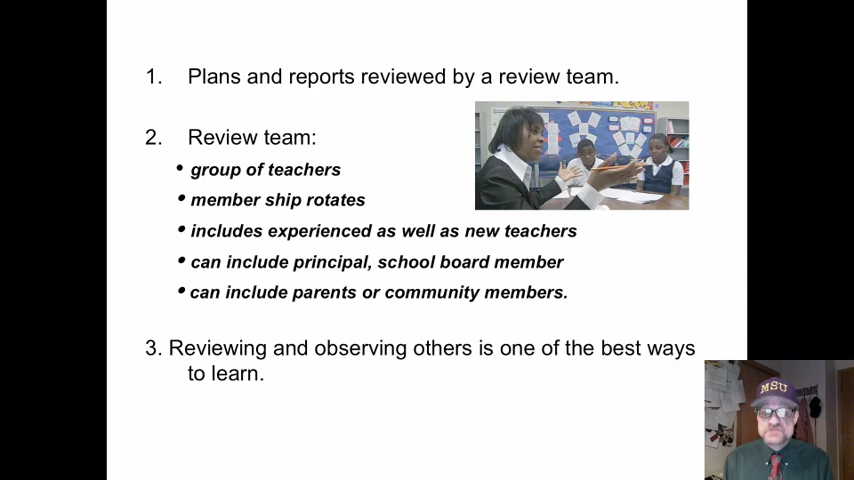 1. Plans and reports reviewed by a review team.
2. Review team:
• group of teachers
• member ship rotates
• includes experienced as well as new teachers
• can include principal, school board member
• can include parents or community members.
3. Reviewing and observing others is one of the best ways
to learn.
MSU